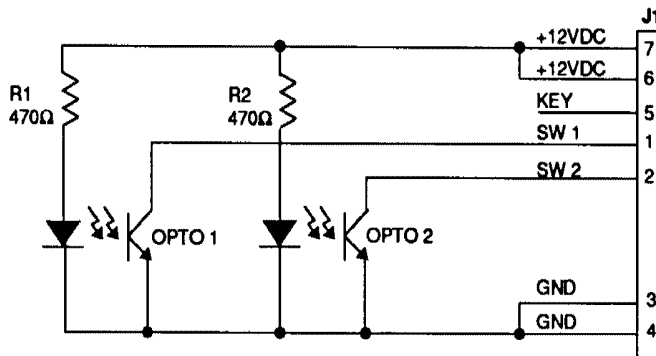 J1
+12VDC 7
+12VDC 6
R1
470Ω
R2
470Ω
KEY 5
SW 1 1
SW 2 2
OPTO 1
OPTO 2
GND 3
GND 4